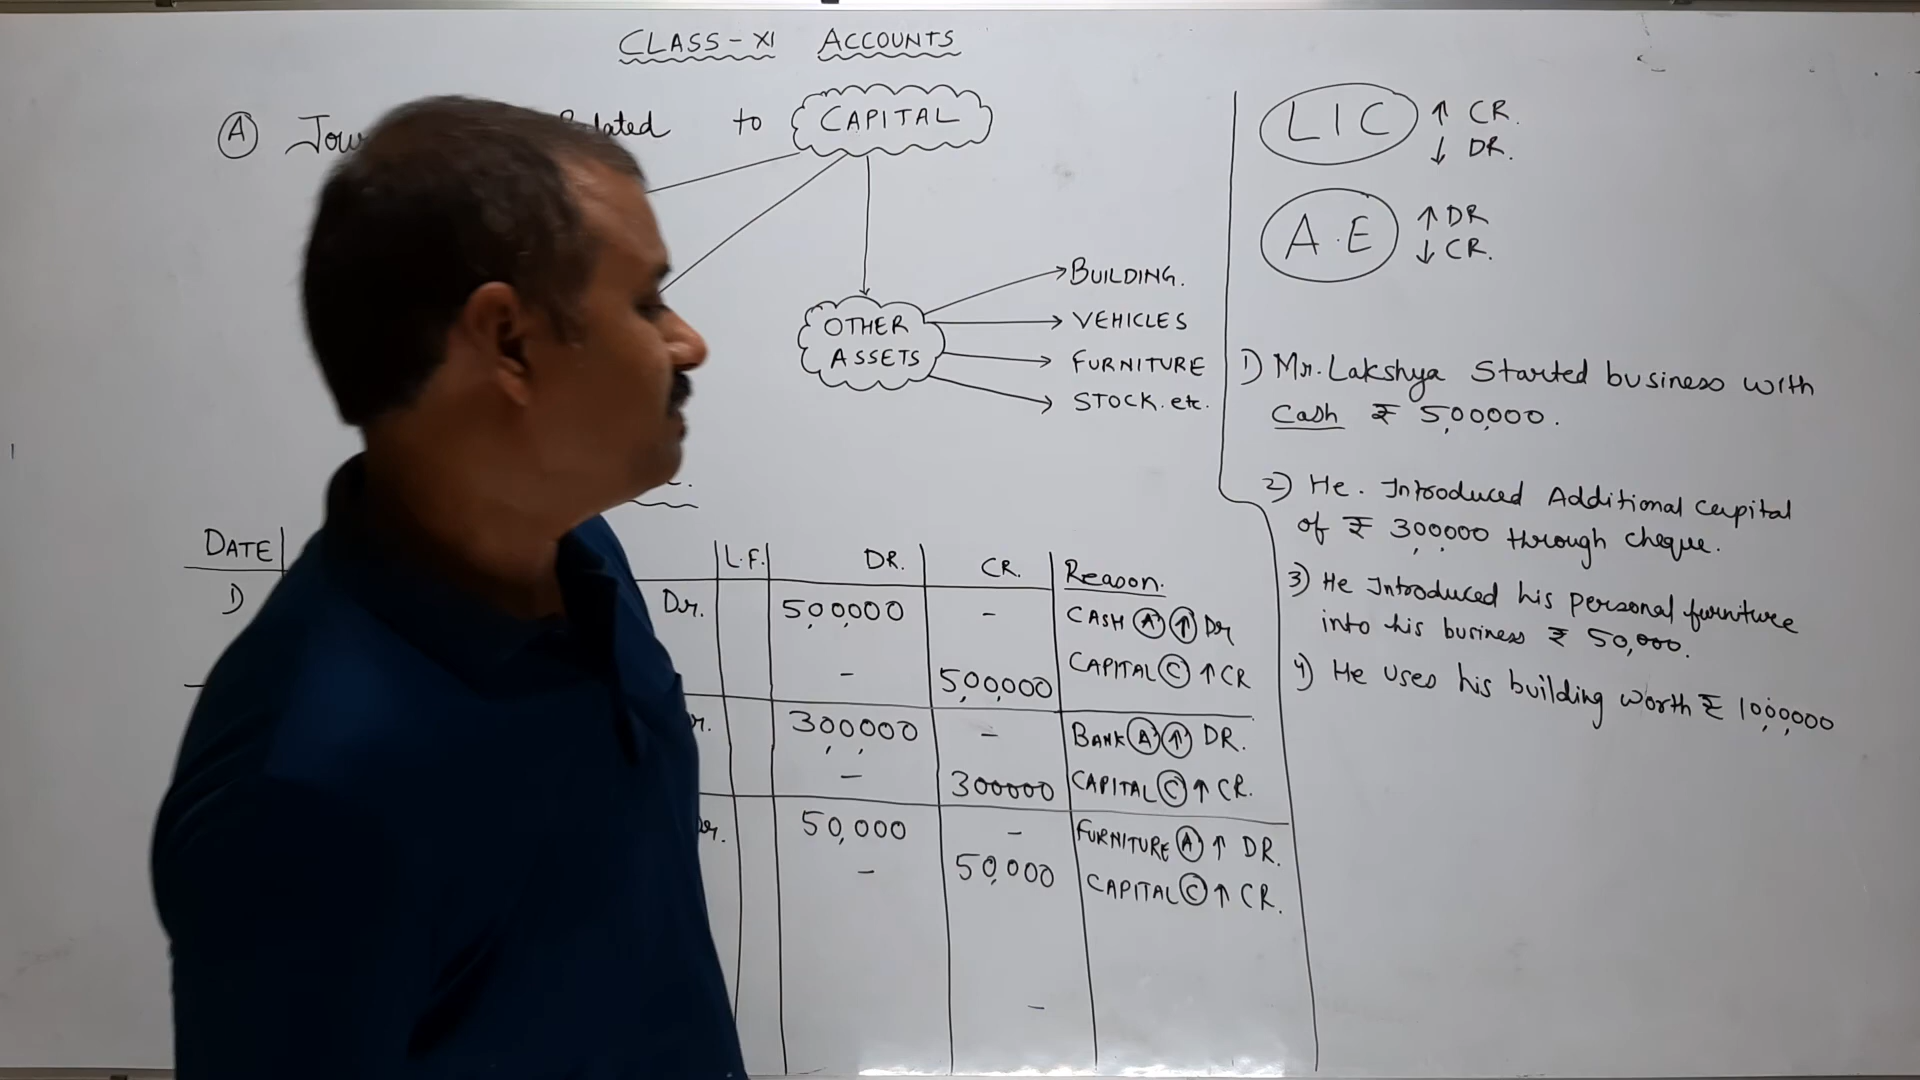 CLASS-XI ACCOUNTS
(A) to CAPITAL
OTHER ASSETS
BUILDING.
VEHICLES
FURNITURE
STOCK. etc.
LIC ↑ CR.
↓ DR.
A.E ↑ DR
↓ CR.
1) Mr. Lakshya Started business with
Cash ₹ 5,00,000.
2) He. Introduced Additional Capital
of ₹ 3,00,000 through cheque.
3) He Introduced his personal furniture
into his business ₹ 50,000.
4) He uses his building worth ₹ 10,00,000
DATE L.F. DR. CR. Reason.
1) Dr. 5,00,000 - CASH (A) (↑) Dr
- 5,00,000 CAPITAL (C) ↑ CR
3,00,000 - BANK (A) (↑) DR.
- 300000 CAPITAL (C) ↑ CR.
50,000 - FURNITURE (A) ↑ DR.
- 50,000 CAPITAL (C) ↑ CR.
-